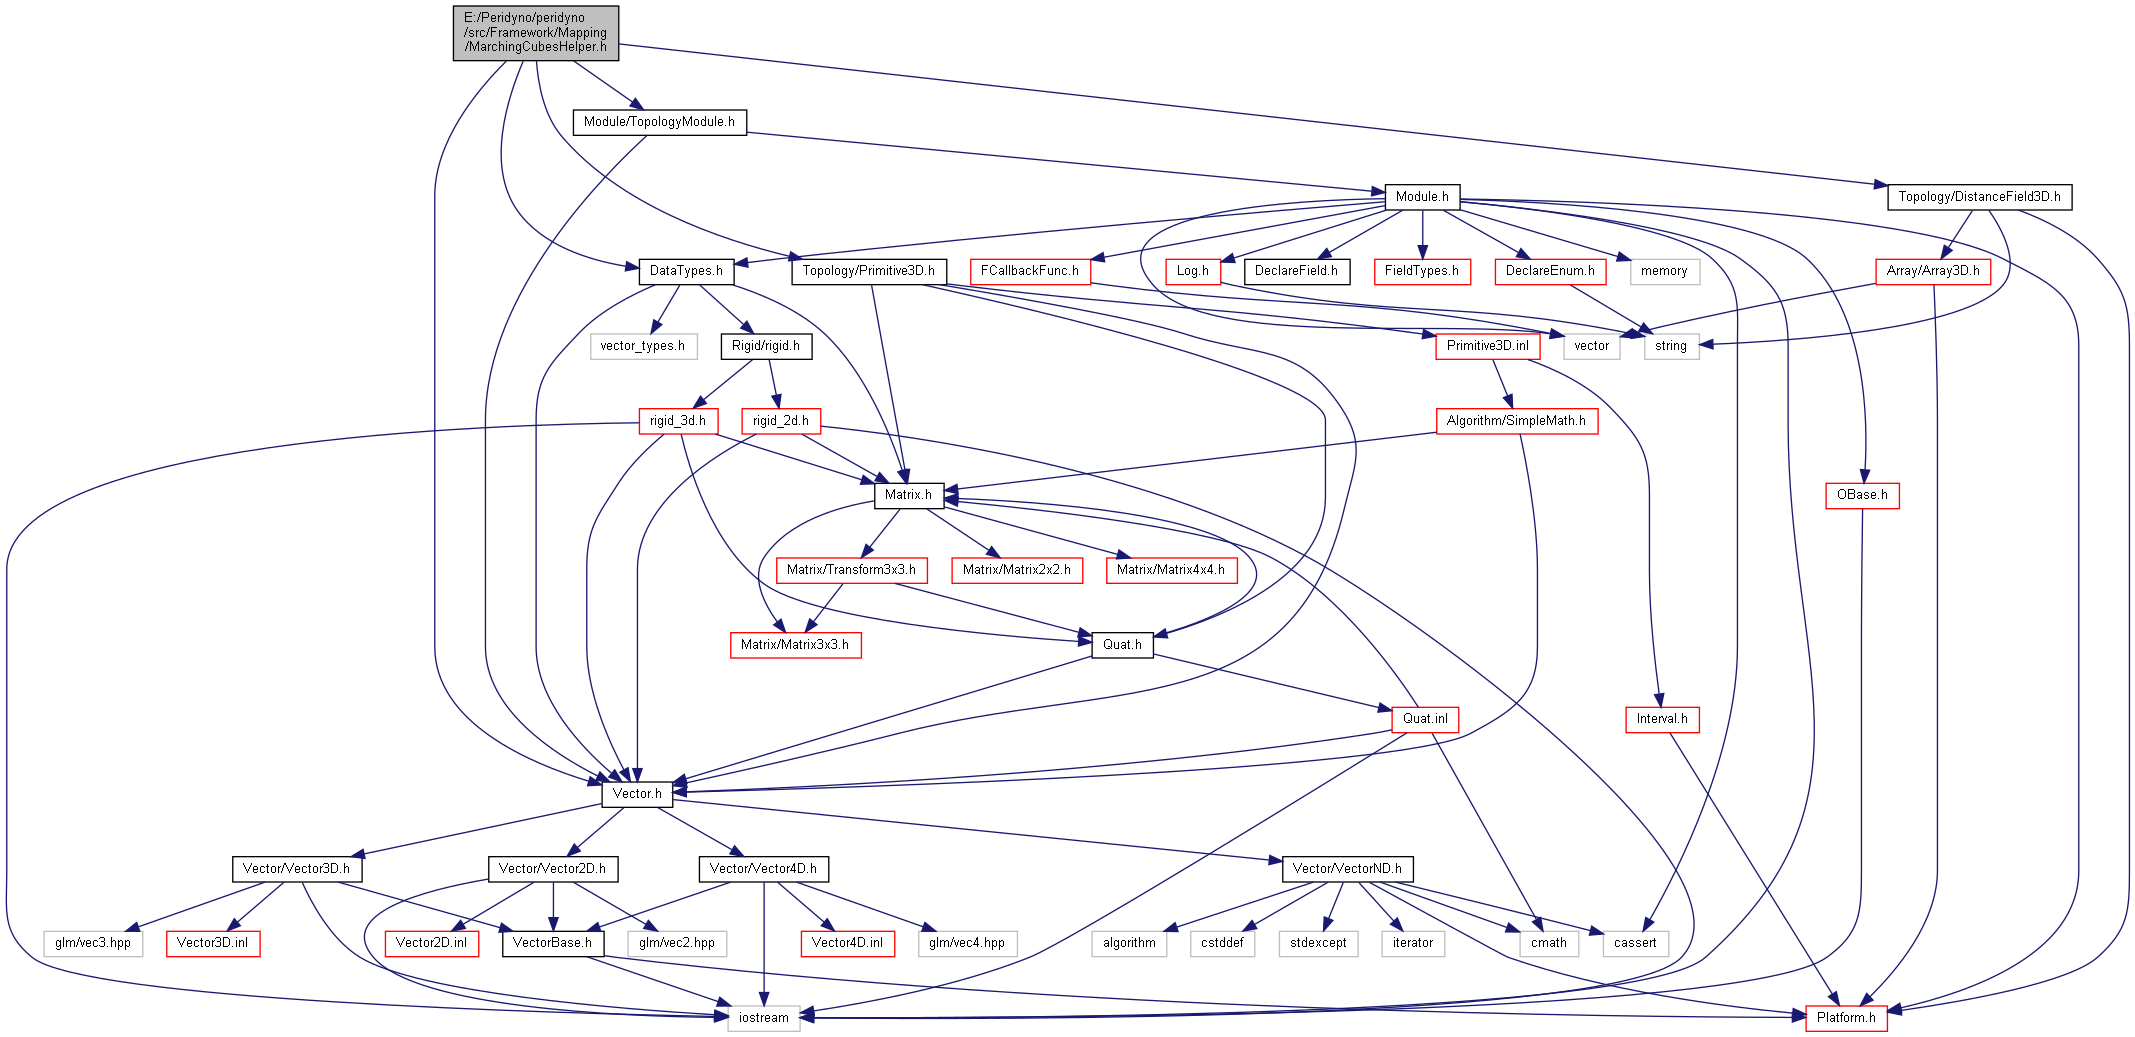 E:/Peridyno/peridyno
/src/Framework/Mapping
/MarchingCubesHelper.h
Module/TopologyModule.h
Module.h
Topology/DistanceField3D.h
DataTypes.h
Topology/Primitive3D.h
FCallbackFunc.h
Log.h
DeclareField.h
FieldTypes.h
DeclareEnum.h
memory
Array/Array3D.h
vector_types.h
Rigid/rigid.h
Primitive3D.inl
vector
string
rigid_3d.h
rigid_2d.h
Algorithm/SimpleMath.h
Matrix.h
OBase.h
Matrix/Transform3x3.h
Matrix/Matrix2x2.h
Matrix/Matrix4x4.h
Matrix/Matrix3x3.h
Quat.h
Quat.inl
Interval.h
Vector.h
Vector/Vector3D.h
Vector/Vector2D.h
Vector/Vector4D.h
Vector/VectorND.h
glm/vec3.hpp
Vector3D.inl
Vector2D.inl
VectorBase.h
glm/vec2.hpp
Vector4D.inl
glm/vec4.hpp
algorithm
cstddef
stdexcept
iterator
cmath
cassert
iostream
Platform.h